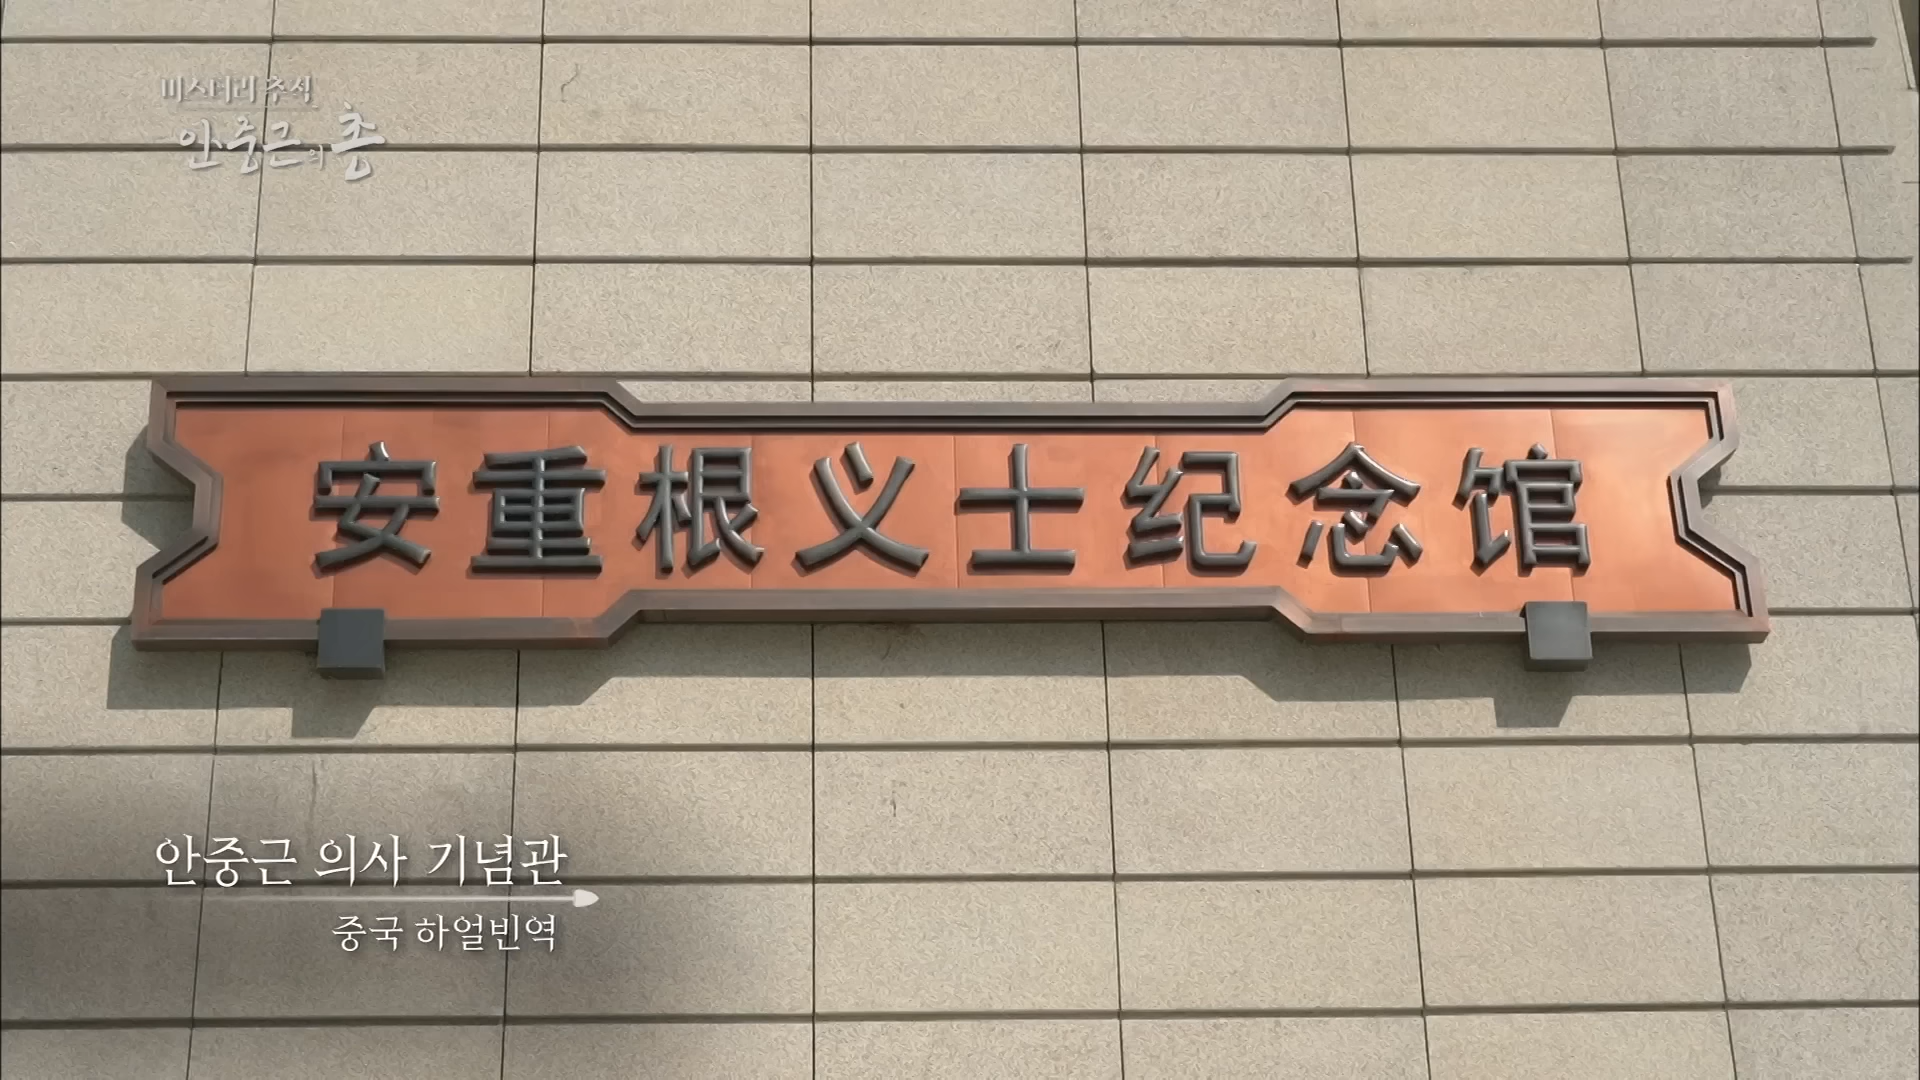 미스터리 추적
안중근의 총
安重根义士纪念馆
안중근 의사 기념관
중국 하얼빈역